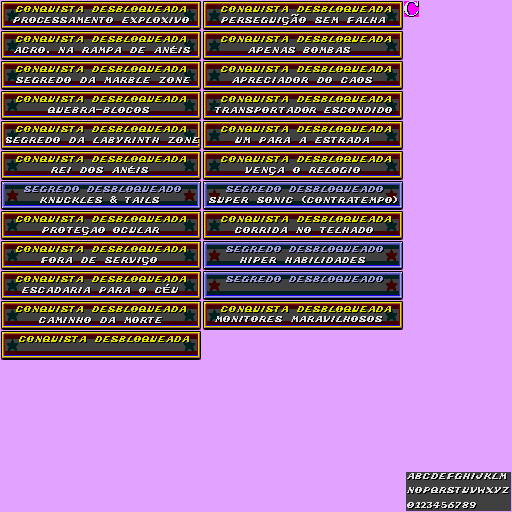 CONQUISTA DESBLOQUEADA
PROCESSAMENTO EXPLOXIVO
CONQUISTA DESBLOQUEADA
PERSEGUIÇÃO SEM FALHA
C
CONQUISTA DESBLOQUEADA
ACRO. NA RAMPA DE ANÉIS
CONQUISTA DESBLOQUEADA
APENAS BOMBAS
CONQUISTA DESBLOQUEADA
SEGREDO DA MARBLE ZONE
CONQUISTA DESBLOQUEADA
APRECIADOR DO CAOS
CONQUISTA DESBLOQUEADA
QUEBRA-BLOCOS
CONQUISTA DESBLOQUEADA
TRANSPORTADOR ESCONDIDO
CONQUISTA DESBLOQUEADA
SEGREDO DA LABYRINTH ZONE
CONQUISTA DESBLOQUEADA
UM PARA A ESTRADA
CONQUISTA DESBLOQUEADA
REI DOS ANÉIS
CONQUISTA DESBLOQUEADA
VENÇA O RELOGIO
SEGREDO DESBLOQUEADO
KNUCKLES & TAILS
SEGREDO DESBLOQUEADO
SUPER SONIC (CONTRATEMPO)
CONQUISTA DESBLOQUEADA
PROTEÇAO OCULAR
CONQUISTA DESBLOQUEADA
CORRIDA NO TELHADO
CONQUISTA DESBLOQUEADA
FORA DE SERVIÇO
SEGREDO DESBLOQUEADO
HIPER HABILIDADES
CONQUISTA DESBLOQUEADA
ESCADARIA PARA O CÉU
SEGREDO DESBLOQUEADO
CONQUISTA DESBLOQUEADA
CAMINHO DA MORTE
CONQUISTA DESBLOQUEADA
MONITORES MARAVILHOSOS
CONQUISTA DESBLOQUEADA
ABCDEFGHIJKLM
NOPQRSTUVWXYZ
0123456789